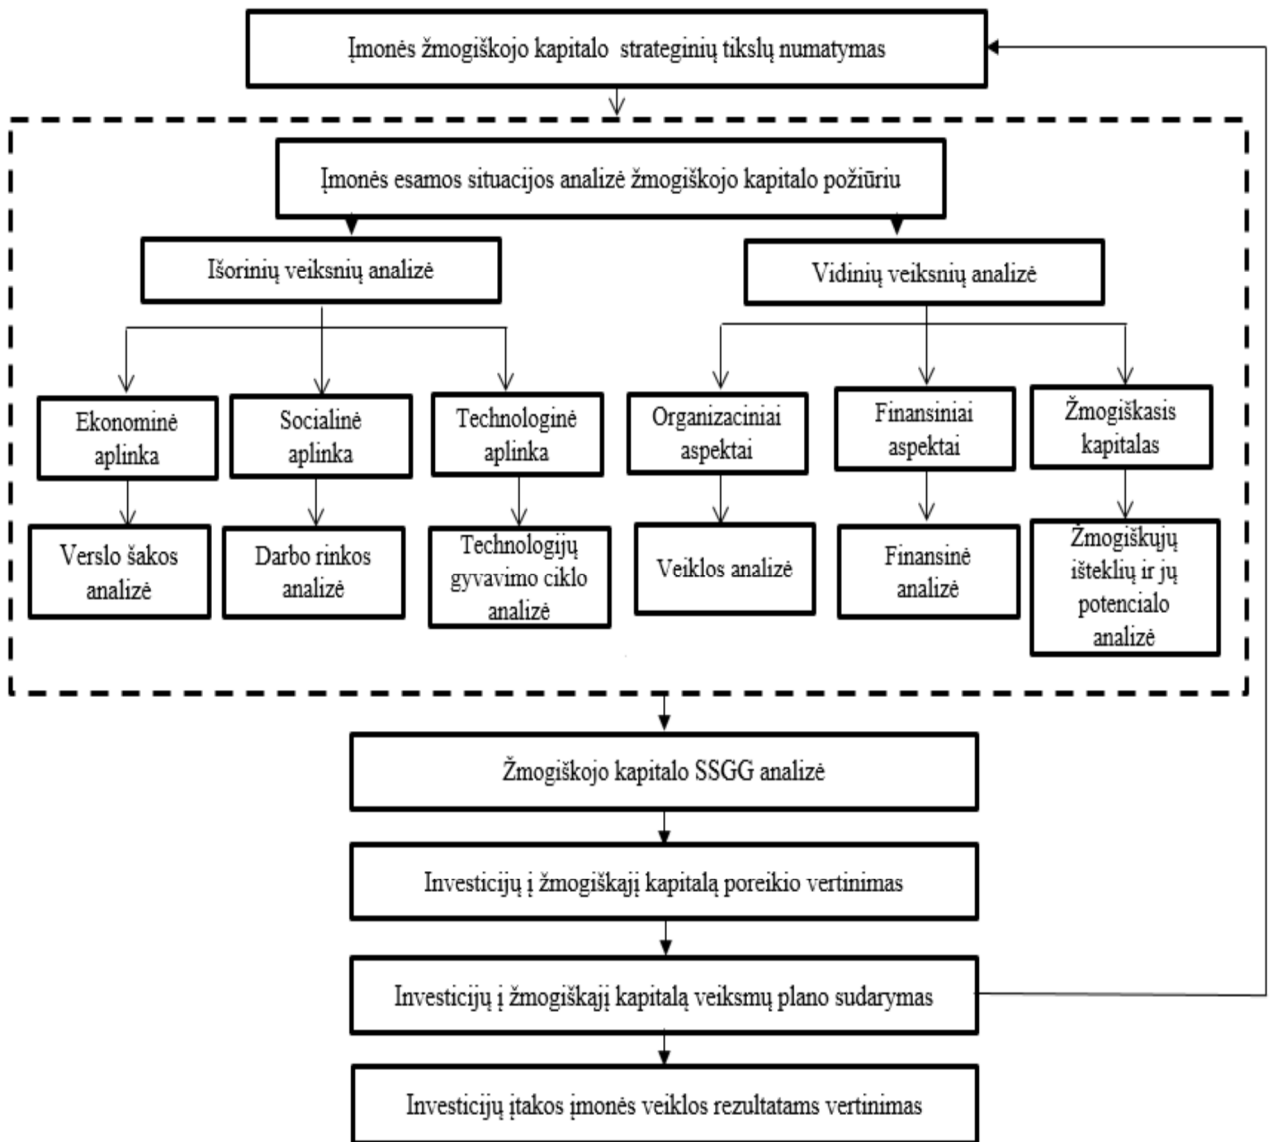 Įmonės žmogiškojo kapitalo strateginių tikslų numatymas
Įmonės esamos situacijos analizė žmogiškojo kapitalo požiūriu
Išorinių veiksnių analizė
Vidinių veiksnių analizė
Ekonominė
aplinka
Socialinė
aplinka
Technologinė
aplinka
Organizaciniai
aspektai
Finansiniai
aspektai
Žmogiškasis
kapitalas
Verslo šakos
analizė
Darbo rinkos
analizė
Technologijų
gyvavimo ciklo
analizė
Veiklos analizė
Finansinė
analizė
Žmogiškųjų
išteklių ir jų
potencialo
analizė
Žmogiškojo kapitalo SSGG analizė
Investicijų į žmogiškąjį kapitalą poreikio vertinimas
Investicijų į žmogiškąjį kapitalą veiksmų plano sudarymas
Investicijų įtakos įmonės veiklos rezultatams vertinimas